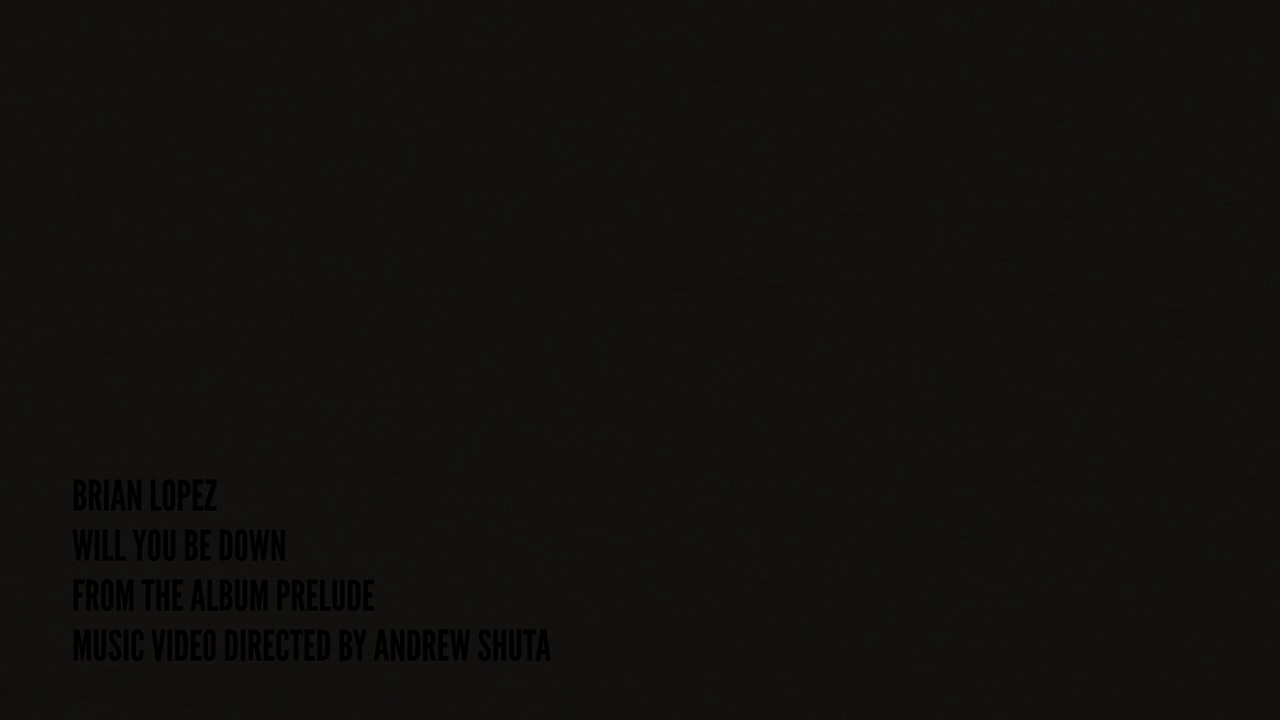 BRIAN LOPEZ
WILL YOU BE DOWN
FROM THE ALBUM PRELUDE
MUSIC VIDEO DIRECTED BY ANDREW SHUTA